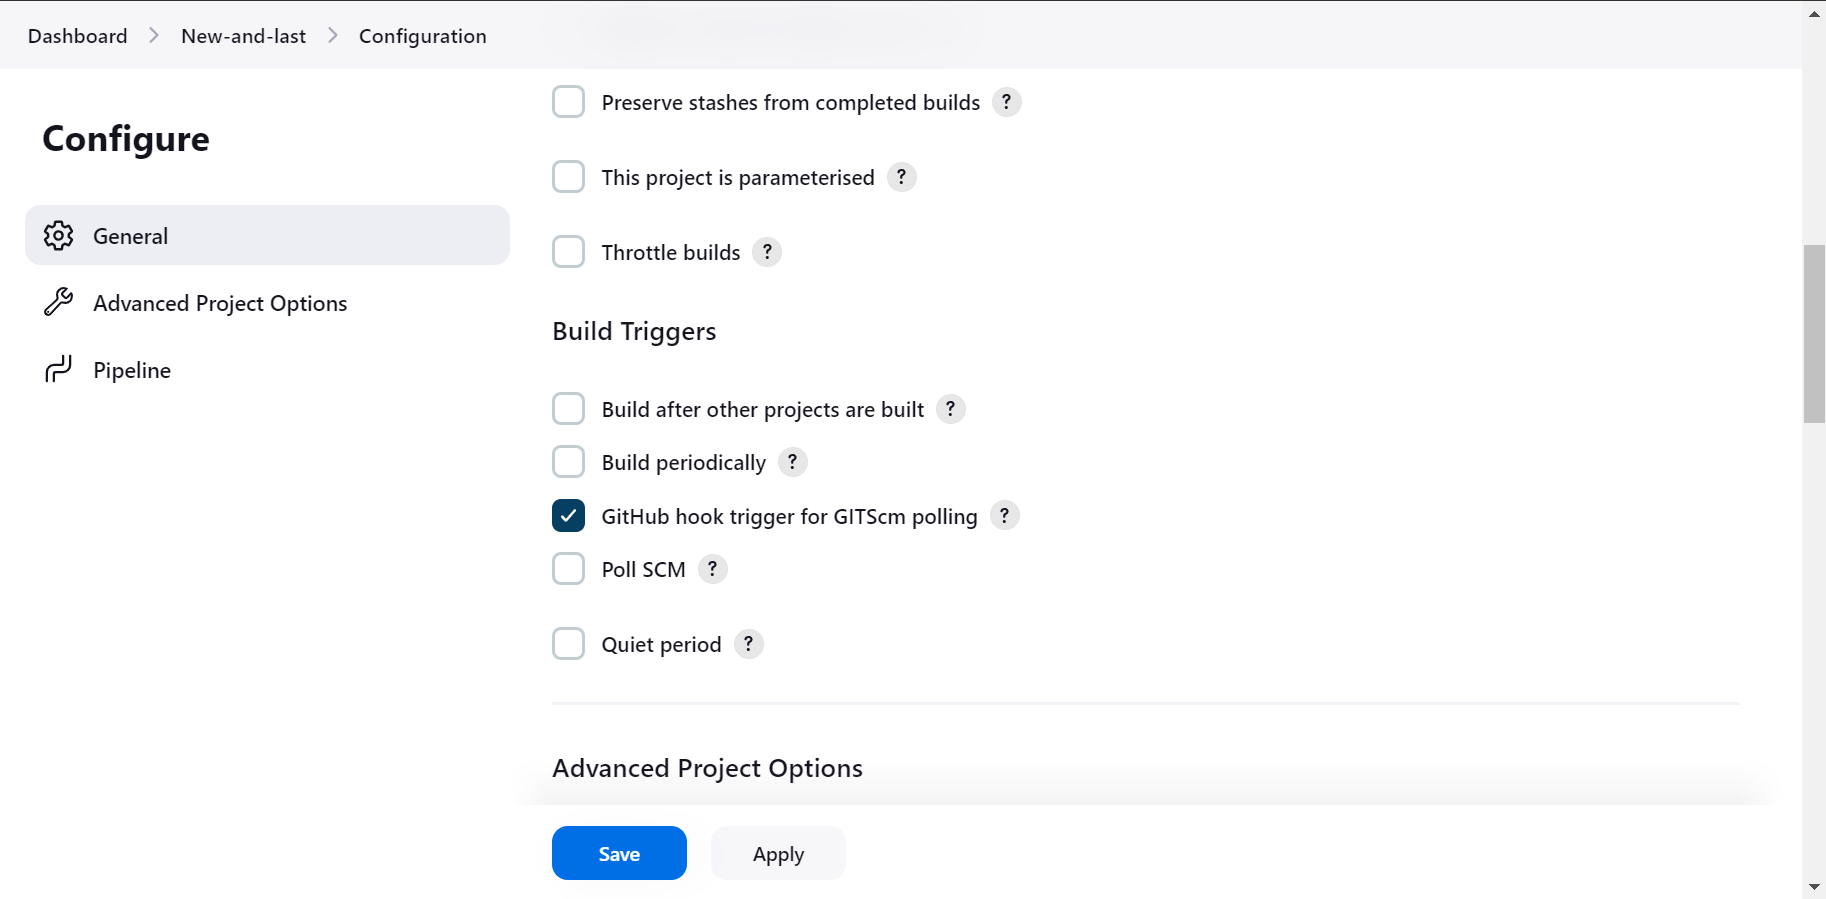 Dashboard > New-and-last > Configuration
Configure
General
Advanced Project Options
Pipeline
Preserve stashes from completed builds ?
This project is parameterised ?
Throttle builds ?
Build Triggers
Build after other projects are built ?
Build periodically ?
GitHub hook trigger for GITScm polling ?
Poll SCM ?
Quiet period ?
Advanced Project Options
Save Apply